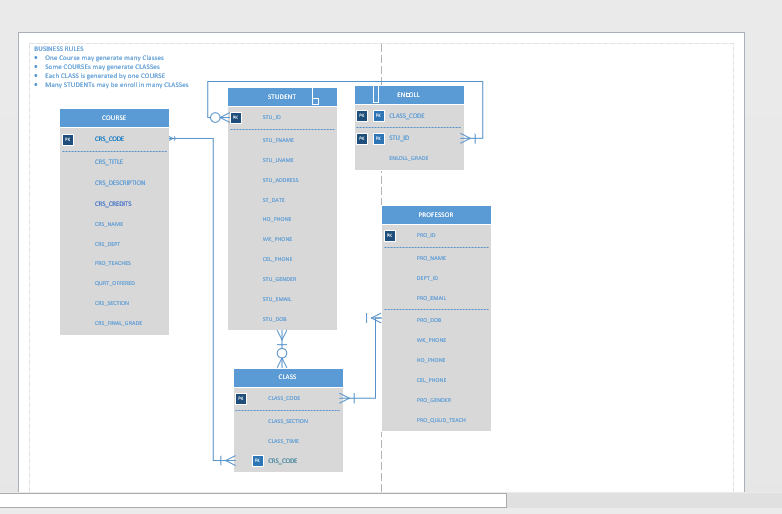 BUSINESS RULES
• One Course may generate many Classes
• Some COURSEs may generate CLASSes
• Each CLASS is generated by one COURSE
• Many STUDENTs may be enroll in many CLASSes
COURSE
PK CRS_CODE
CRS_TITLE
CRS_DESCRIPTION
CRS_CREDITS
CRS_NAME
CRS_DEPT
PRO_TEACHES
QURT_OFFERED
CRS_SECTION
CRS_FINAL_GRADE
STUDENT
PK STU_ID
STU_FNAME
STU_LNAME
STU_ADDRESS
ST_DATE
HO_PHONE
WK_PHONE
CEL_PHONE
STU_GENDER
STU_EMAIL
STU_DOB
ENOLL
PK FK CLASS_CODE
PK FK STU_ID
ENLOLL_GRADE
PROFESSOR
PK PRO_ID
PRO_NAME
DEPT_ID
PRO_EMAIL
PRO_DOB
WK_PHONE
HO_PHONE
CEL_PHONE
PRO_GENDER
CLASS
PK CLASS_CODE
CLASS_SECTION
CLASS_TIME
FK CRS_CODE